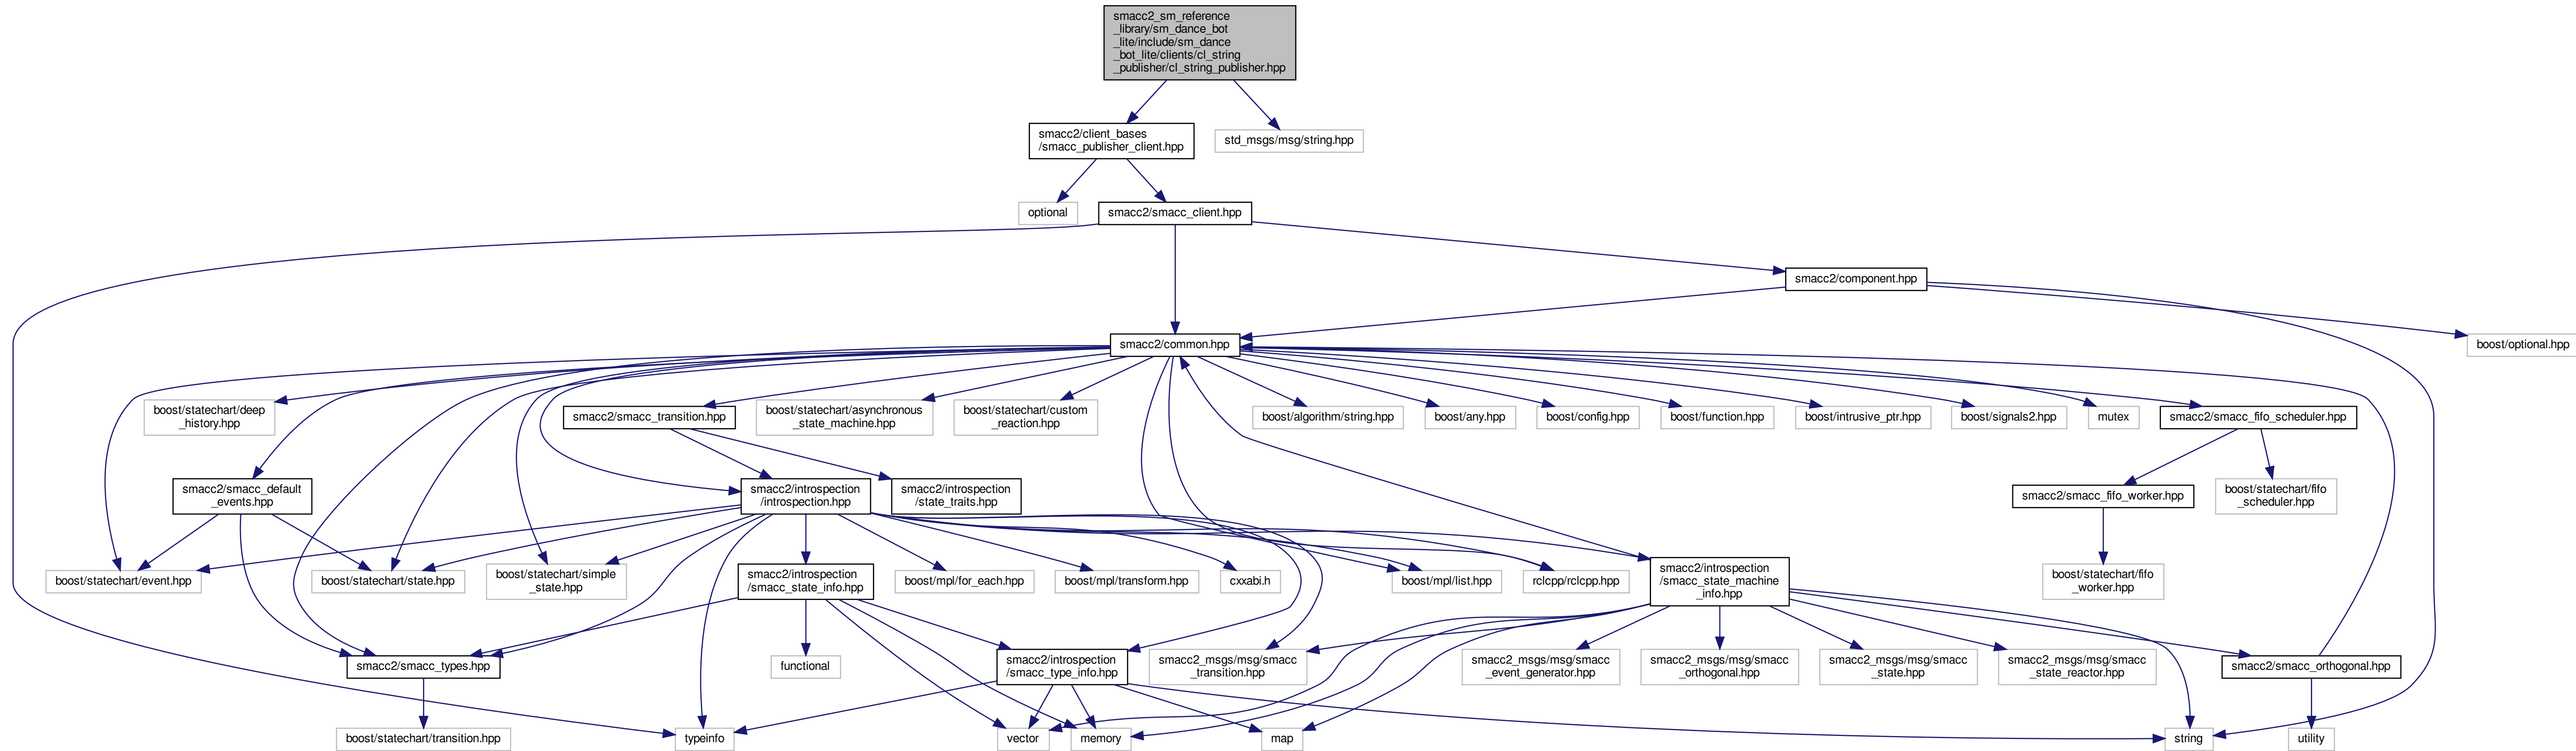 smacc2_sm_reference
_library/sm_dance_bot
_lite/include/sm_dance
_bot_lite/clients/cl_string
_publisher/cl_string_publisher.hpp
smacc2/client_bases
/smacc_publisher_client.hpp
std_msgs/msg/string.hpp
optional
smacc2/smacc_client.hpp
smacc2/component.hpp
smacc2/common.hpp
boost/optional.hpp
boost/statechart/deep
_history.hpp
smacc2/smacc_transition.hpp
boost/statechart/asynchronous
_state_machine.hpp
boost/statechart/custom
_reaction.hpp
boost/algorithm/string.hpp
boost/any.hpp
boost/config.hpp
boost/function.hpp
boost/intrusive_ptr.hpp
boost/signals2.hpp
mutex
smacc2/smacc_fifo_scheduler.hpp
smacc2/smacc_default
_events.hpp
smacc2/introspection
/introspection.hpp
smacc2/introspection
/state_traits.hpp
smacc2/smacc_fifo_worker.hpp
boost/statechart/fifo
_scheduler.hpp
boost/statechart/event.hpp
boost/statechart/state.hpp
boost/statechart/simple
_state.hpp
smacc2/introspection
/smacc_state_info.hpp
boost/mpl/for_each.hpp
boost/mpl/transform.hpp
cxxabi.h
boost/mpl/list.hpp
rclcpp/rclcpp.hpp
smacc2/introspection
/smacc_state_machine
_info.hpp
boost/statechart/fifo
_worker.hpp
smacc2/smacc_types.hpp
functional
smacc2/introspection
/smacc_type_info.hpp
smacc2_msgs/msg/smacc
_transition.hpp
smacc2_msgs/msg/smacc
_event_generator.hpp
smacc2_msgs/msg/smacc
_orthogonal.hpp
smacc2_msgs/msg/smacc
_state.hpp
smacc2_msgs/msg/smacc
_state_reactor.hpp
smacc2/smacc_orthogonal.hpp
boost/statechart/transition.hpp
typeinfo
vector
memory
map
string
utility